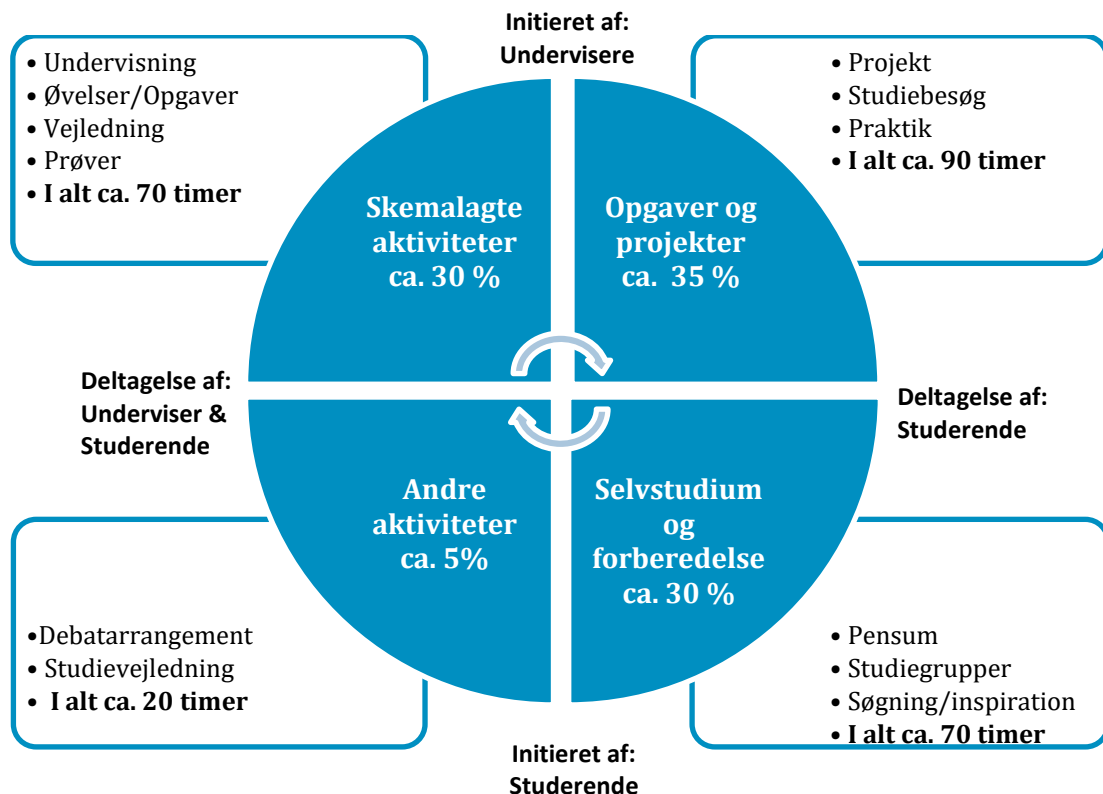 Initieret af:
Undervisere
• Undervisning
• Øvelser/Opgaver
• Vejledning
• Prøver
• I alt ca. 70 timer
• Projekt
• Studiebesøg
• Praktik
• I alt ca. 90 timer
Skemalagte
aktiviteter
ca. 30 %
Opgaver og
projekter
ca. 35 %
Deltagelse af:
Underviser &
Studerende
Deltagelse af:
Studerende
Andre
aktiviteter
ca. 5%
Selvstudium
og
forberedelse
ca. 30 %
•Debatarrangement
• Studievejledning
• I alt ca. 20 timer
• Pensum
• Studiegrupper
• Søgning/inspiration
• I alt ca. 70 timer
Initieret af:
Studerende